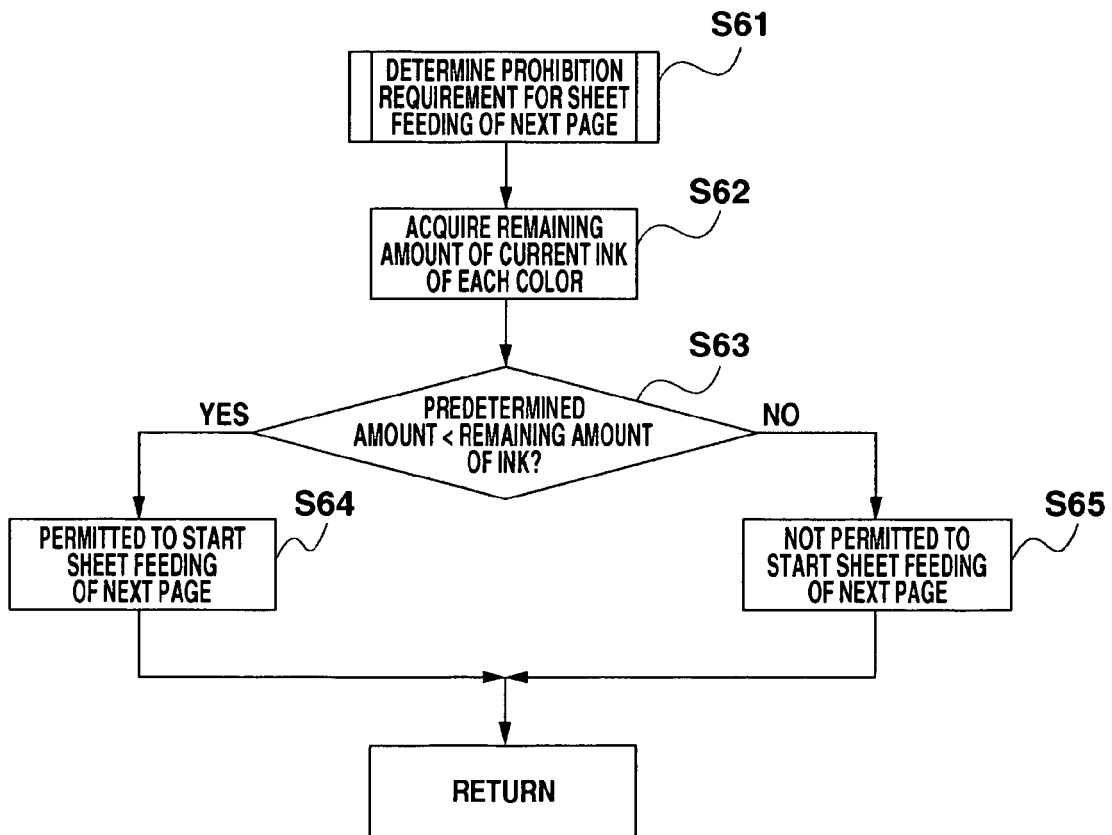 S61
DETERMINE PROHIBITION
REQUIREMENT FOR SHEET
FEEDING OF NEXT PAGE
S62
ACQUIRE REMAINING
AMOUNT OF CURRENT INK
OF EACH COLOR
S63
PREDETERMINED
AMOUNT < REMAINING AMOUNT
OF INK?
YES
NO
S64
PERMITTED TO START
SHEET FEEDING
OF NEXT PAGE
S65
NOT PERMITTED TO
START SHEET FEEDING
OF NEXT PAGE
RETURN